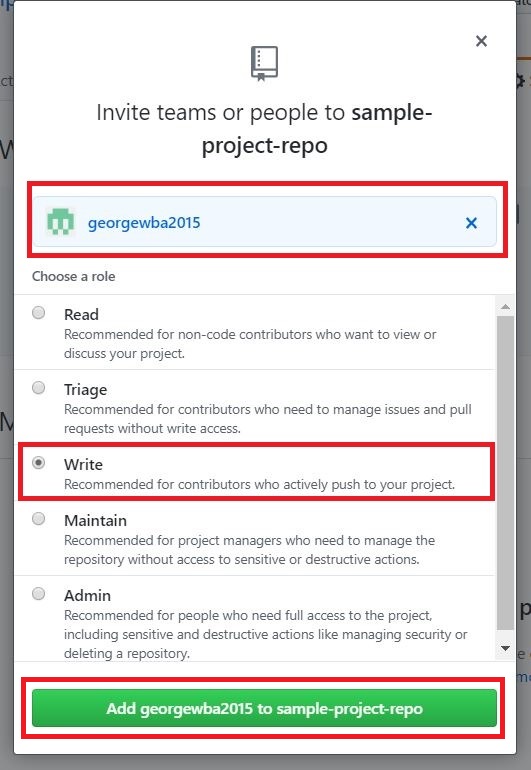 Invite teams or people to sample-
project-repo
georgewba2015
Choose a role
Read
Recommended for non-code contributors who want to view or
discuss your project.
Triage
Recommended for contributors who need to manage issues and pull
requests without write access.
Write
Recommended for contributors who actively push to your project.
Maintain
Recommended for project managers who need to manage the
repository without access to sensitive or destructive actions.
Admin
Recommended for people who need full access to the project,
including sensitive and destructive actions like managing security or
deleting a repository.
Add georgewba2015 to sample-project-repo